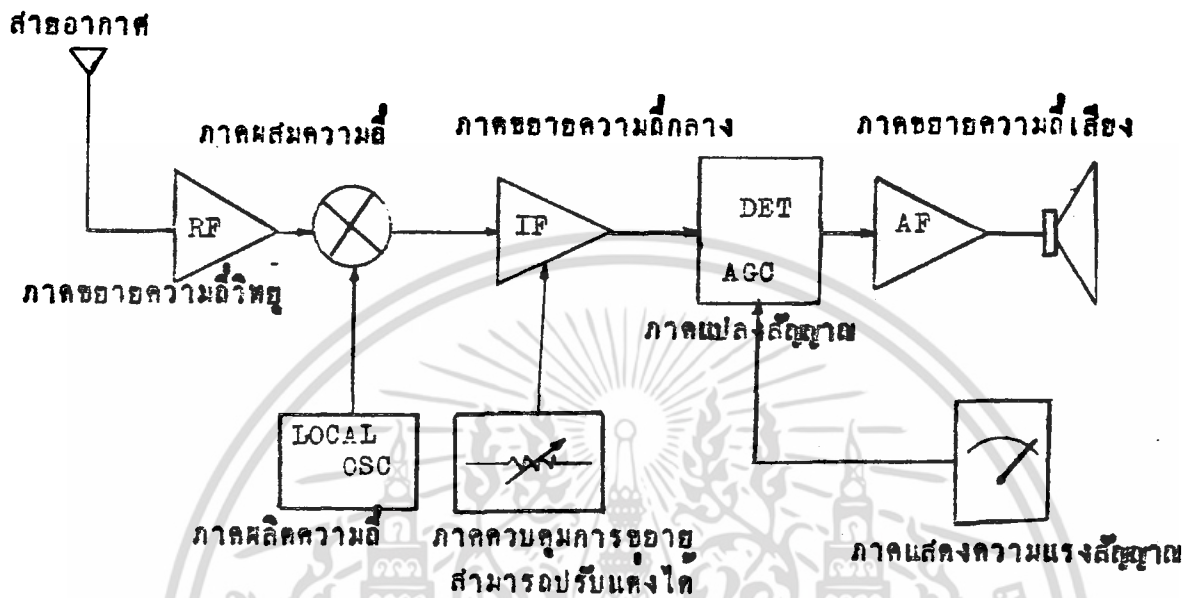 สายอากาศ
ภาคผสมความถี่
ภาคขยายความถี่กลาง
ภาคขยายความถี่เสียง
RF
IF
DET
AGC
AF
ภาคขยายความถี่วิทยุ
ภาคแปลงสัญญาณ
LOCAL
OSC
ภาคผลิตความถี่
ภาคควบคุมการขยาย
สามารถปรับแต่งได้
ภาคแสดงความแรงสัญญาณ